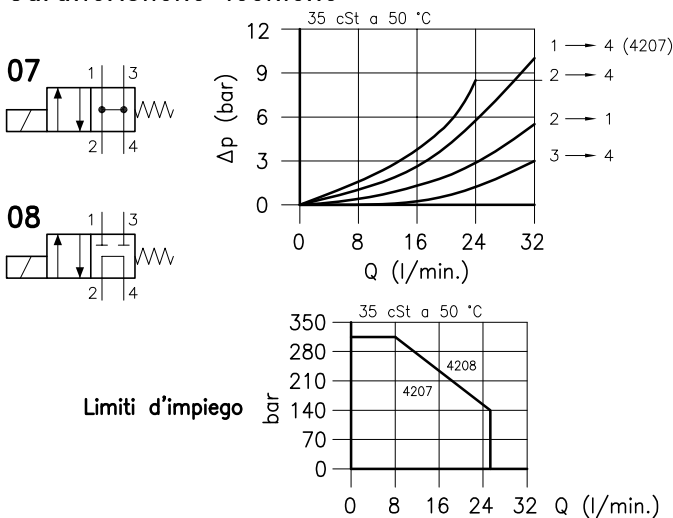 35 cSt a 50 °C
07
1 3
2 4
08
1 3
2 4
Δp (bar)
12
9
6
3
0
0 8 16 24 32
Q (l/min.)
1 → 4 (4207)
2 → 4
2 → 1
3 → 4
Limiti d'impiego
35 cSt a 50 °C
bar
350
280
210
140
70
0
4208
4207
0 8 16 24 32 Q (l/min.)